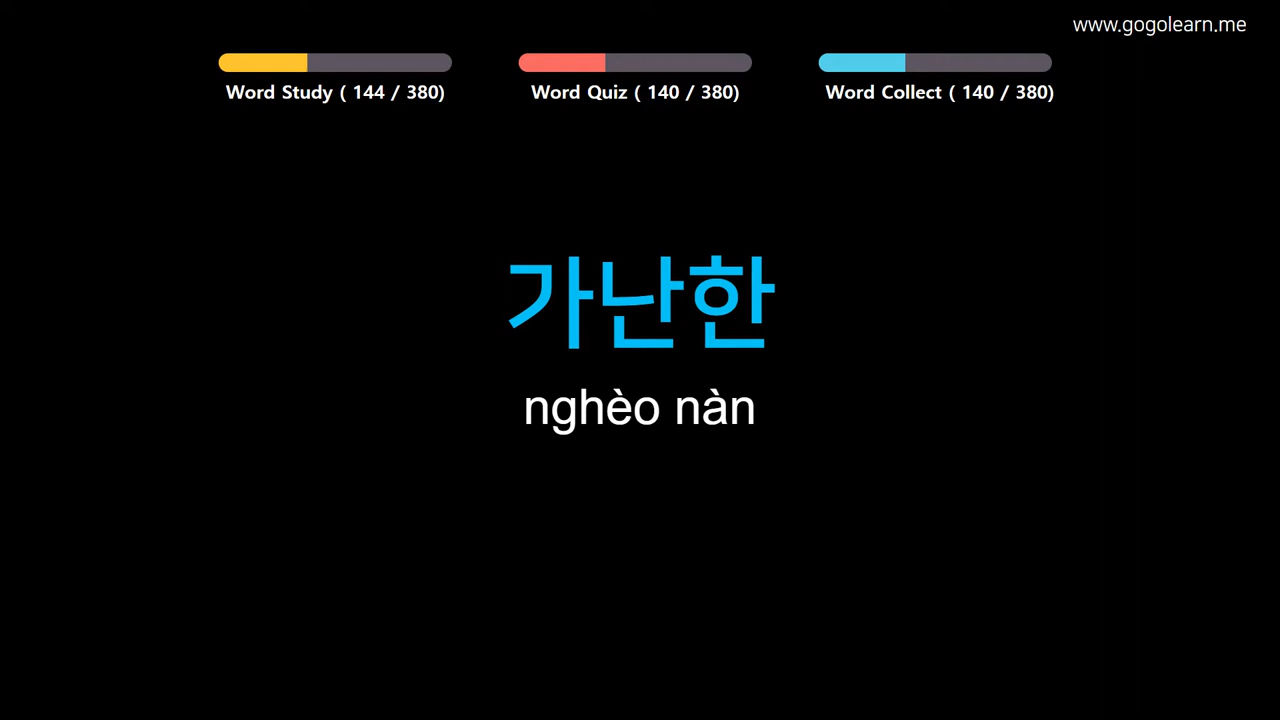 www.gogolearn.me
Word Study ( 144 / 380)
Word Quiz ( 140 / 380)
Word Collect ( 140 / 380)
가난한
nghèo nàn